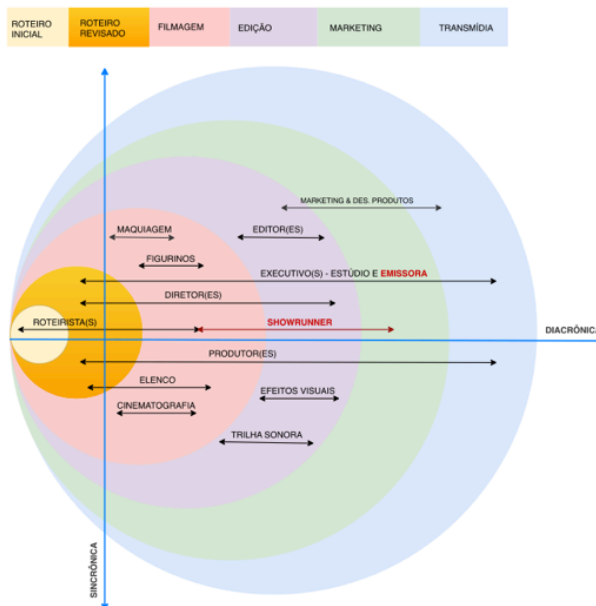 ROTEIRO INICIAL
ROTEIRO REVISADO
FILMAGEM
EDIÇÃO
MARKETING
TRANSMÍDIA
MARKETING & DES. PRODUTOS
MAQUIAGEM
EDITOR(ES)
FIGURINOS
EXECUTIVO(S) - ESTÚDIO E EMISSORA
DIRETOR(ES)
ROTEIRISTA(S)
SHOWRUNNER
DIACRÔNICA
PRODUTOR(ES)
ELENCO
EFEITOS VISUAIS
CINEMATOGRAFIA
TRILHA SONORA
SINCRÔNICA